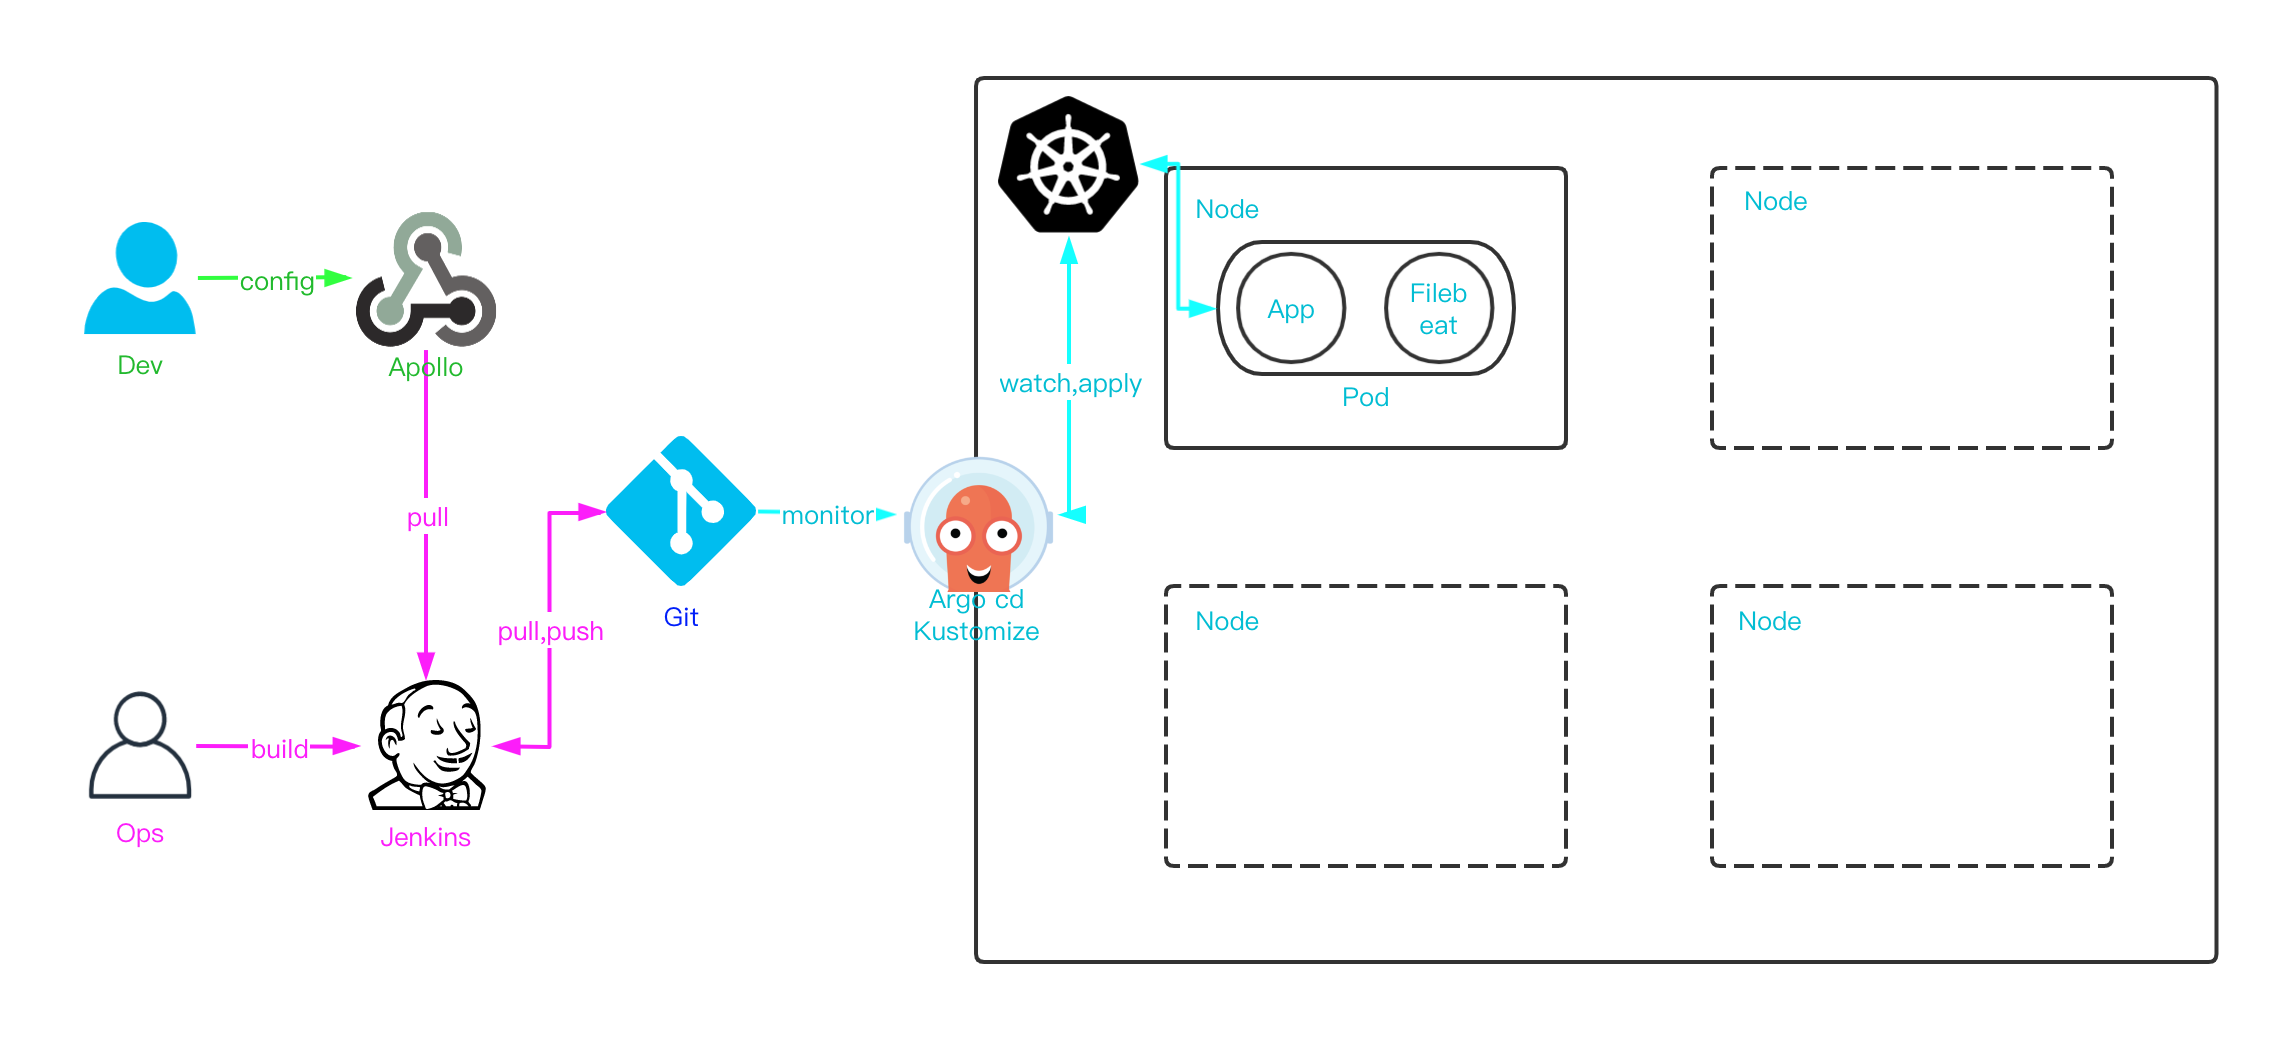 Dev
config
Apollo
pull
Ops
build
Jenkins
pull,push
Git
monitor
Argo cd
Kustomize
watch,apply
Node
App
Fileb
eat
Pod
Node
Node
Node